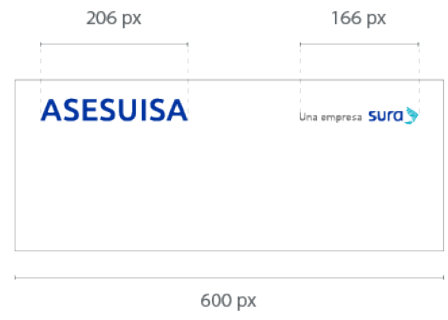 206 px 166 px
ASESUISA Una empresa sura
600 px